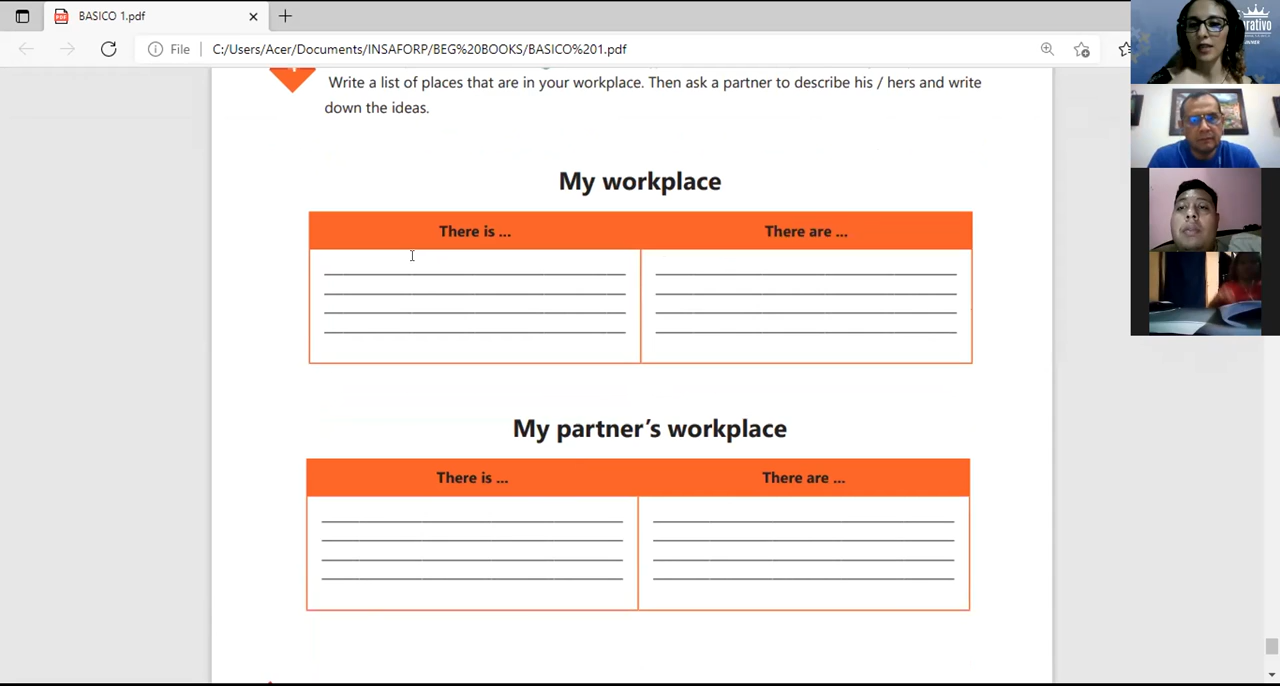 BASICO 1.pdf
File
C:/Users/Acer/Documents/INSAFORP/BEG%20BOOKS/BASICO%201.pdf
Write a list of places that are in your workplace. Then ask a partner to describe his / hers and write
down the ideas.
My workplace
There is ...
There are ...
My partner’s workplace
There is ...
There are ...